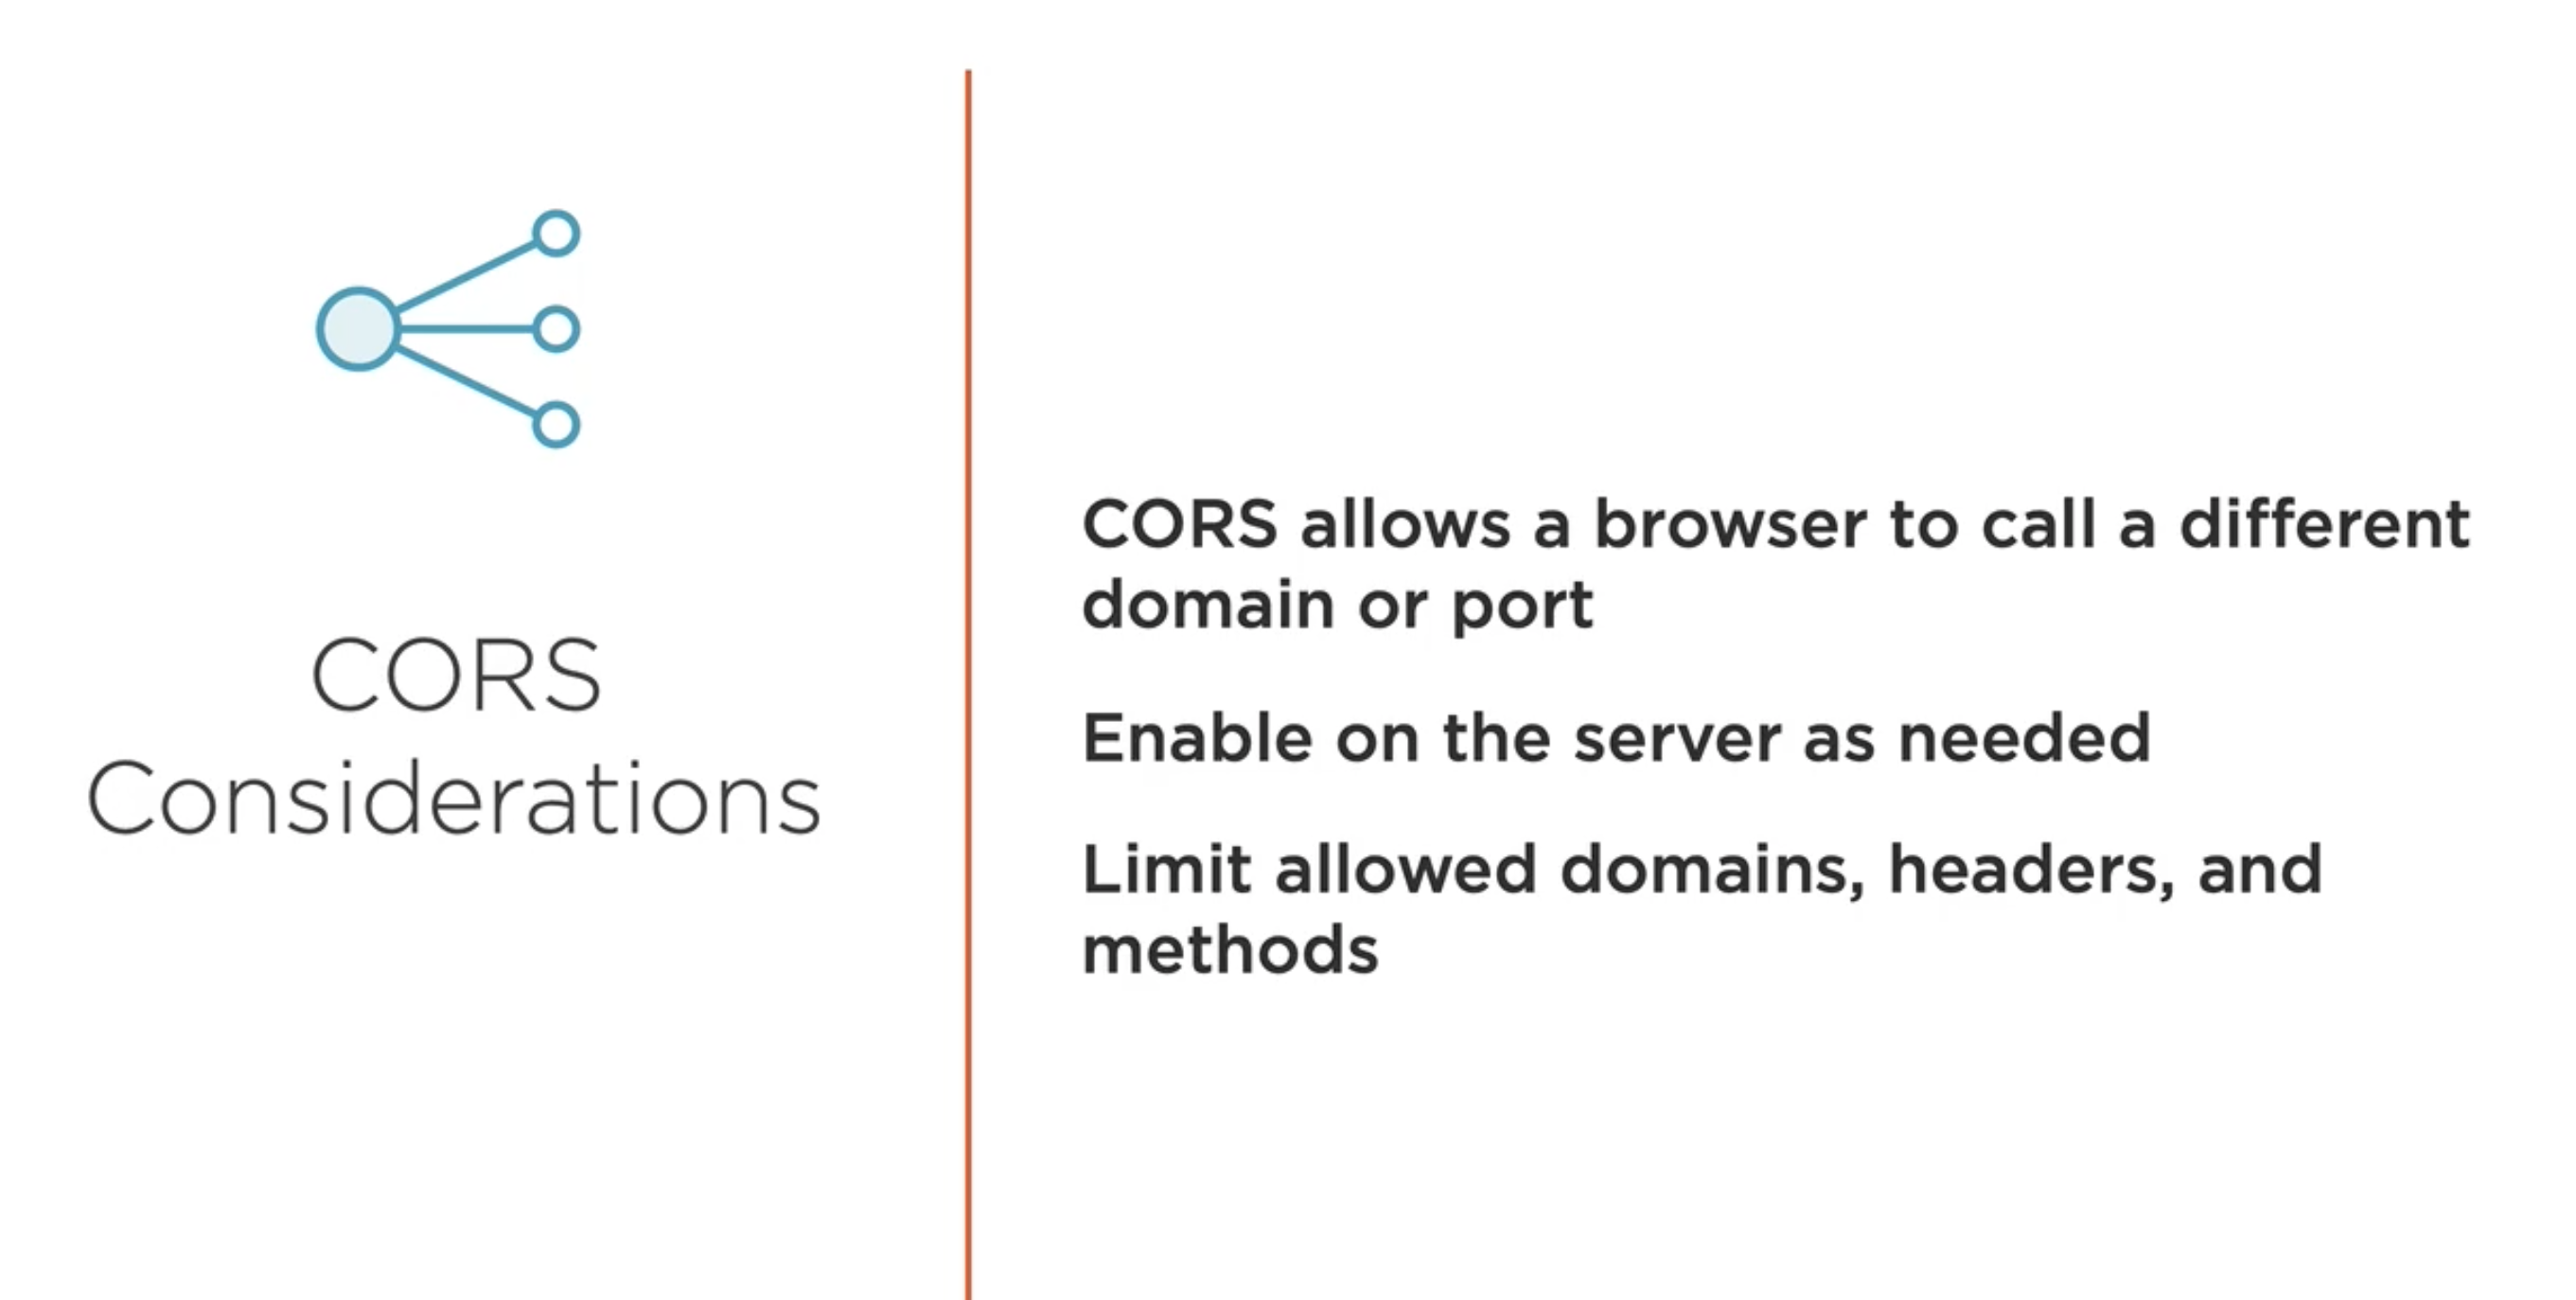 CORS
Considerations
CORS allows a browser to call a different
domain or port
Enable on the server as needed
Limit allowed domains, headers, and
methods